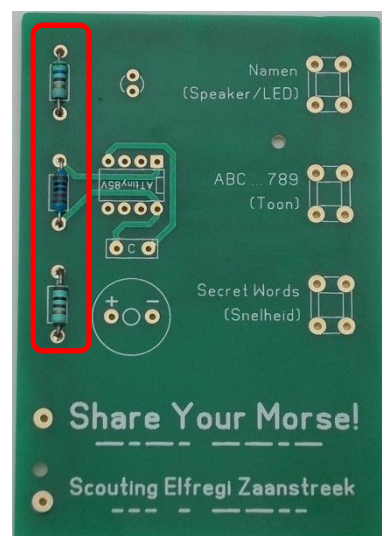 Namen
(Speaker/LED)
ATtiny85V
ABC ... 789
(Toon)
C
Secret Words
(Snelheid)
+ -
Share Your Morse!
Scouting Elfregi Zaanstreek